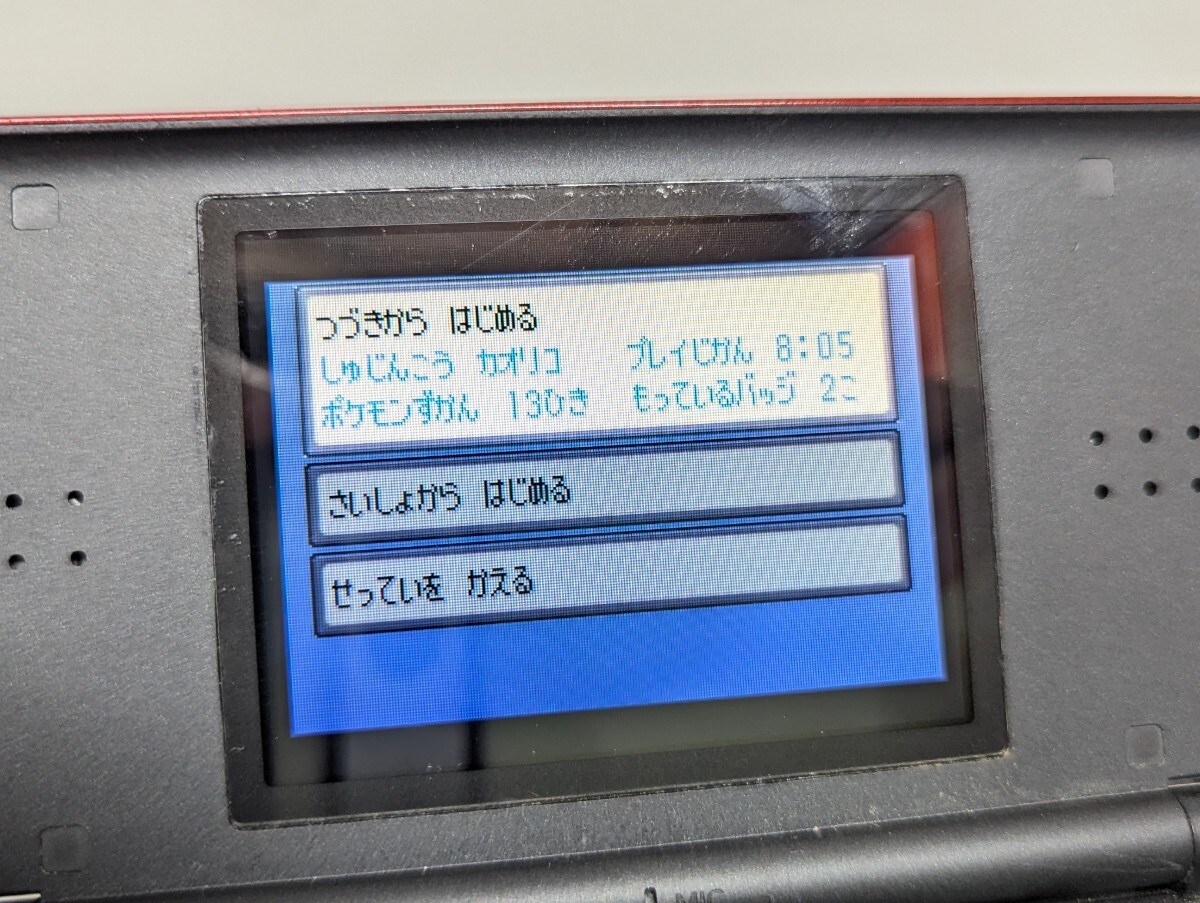 つづきから はじめる
しゅじんこう カオリコ プレイじかん 8:05
ポケモンずかん 13ひき もっているバッジ 2こ
さいしょから はじめる
せっていを かえる
MIC